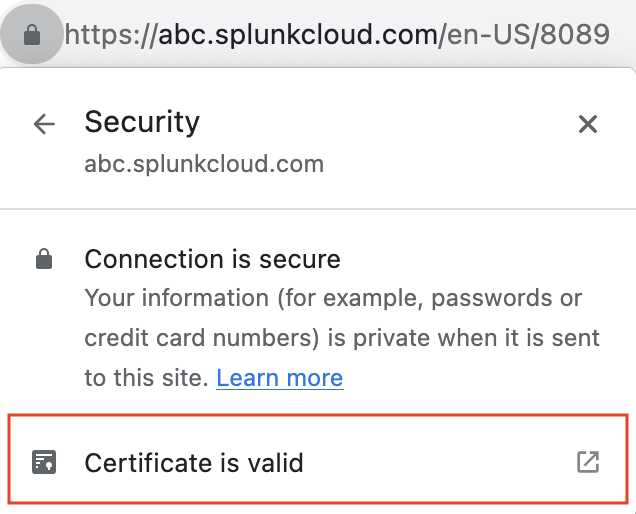 https://abc.splunkcloud.com/en-US/8089
Security
abc.splunkcloud.com
Connection is secure
Your information (for example, passwords or
credit card numbers) is private when it is sent
to this site. Learn more
Certificate is valid